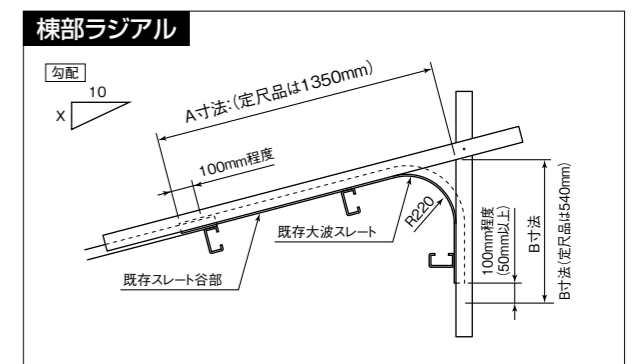 棟部ラジアル
勾配
10
X
A寸法:(定尺品は1350mm)
100mm程度
既存大波スレート
既存スレート谷部
R220
100mm程度
(50mm以上)
B寸法
B寸法(定尺品は540mm)